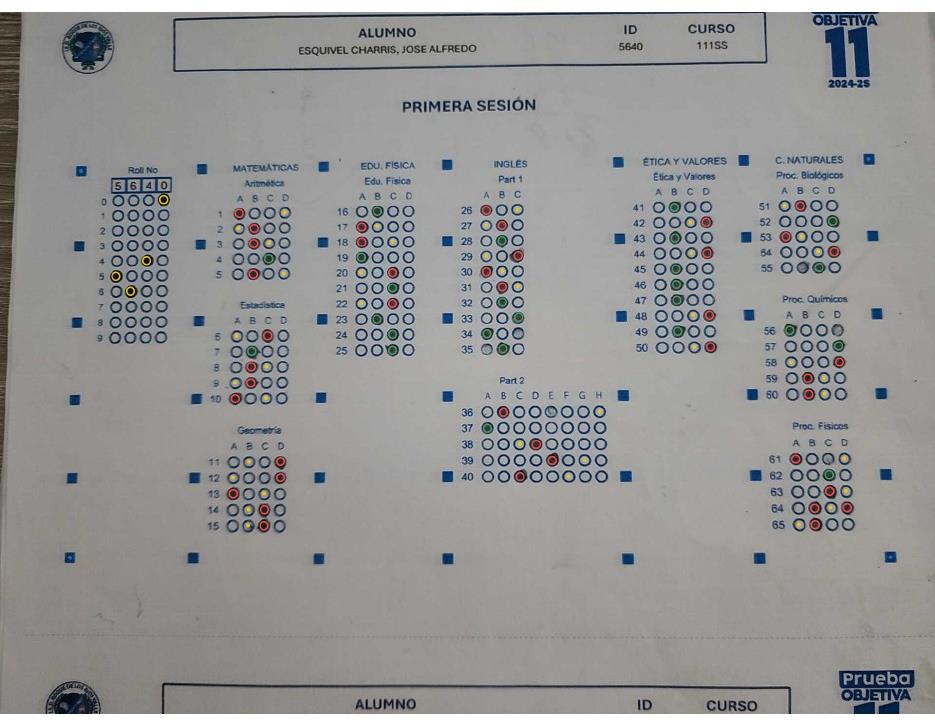 ALUMNO ID CURSO
ESQUIVEL CHARRIS, JOSE ALFREDO 5640 111SS
OBJETIVA
11
2024-2S
PRIMERA SESIÓN
Roll No
5 6 4 0
0
1
2
3
4
5
6
7
8
9
MATEMÁTICAS
Aritmética
A B C D
1
2
3
4
5
Estadística
A B C D
6
7
8
9
10
Geometría
A B C D
11
12
13
14
15
EDU. FÍSICA
Edu. Física
A B C D
16
17
18
19
20
21
22
23
24
25
INGLÉS
Part 1
A B C
26
27
28
29
30
31
32
33
34
35
Part 2
A B C D E F G H
36
37
38
39
40
ÉTICA Y VALORES
Ética y Valores
A B C D
41
42
43
44
45
46
47
48
49
50
C. NATURALES
Proc. Biológicos
A B C D
51
52
53
54
55
Proc. Químicos
A B C D
56
57
58
59
60
Proc. Físicos
A B C D
61
62
63
64
65
ALUMNO ID CURSO
Prueba
OBJETIVA
11